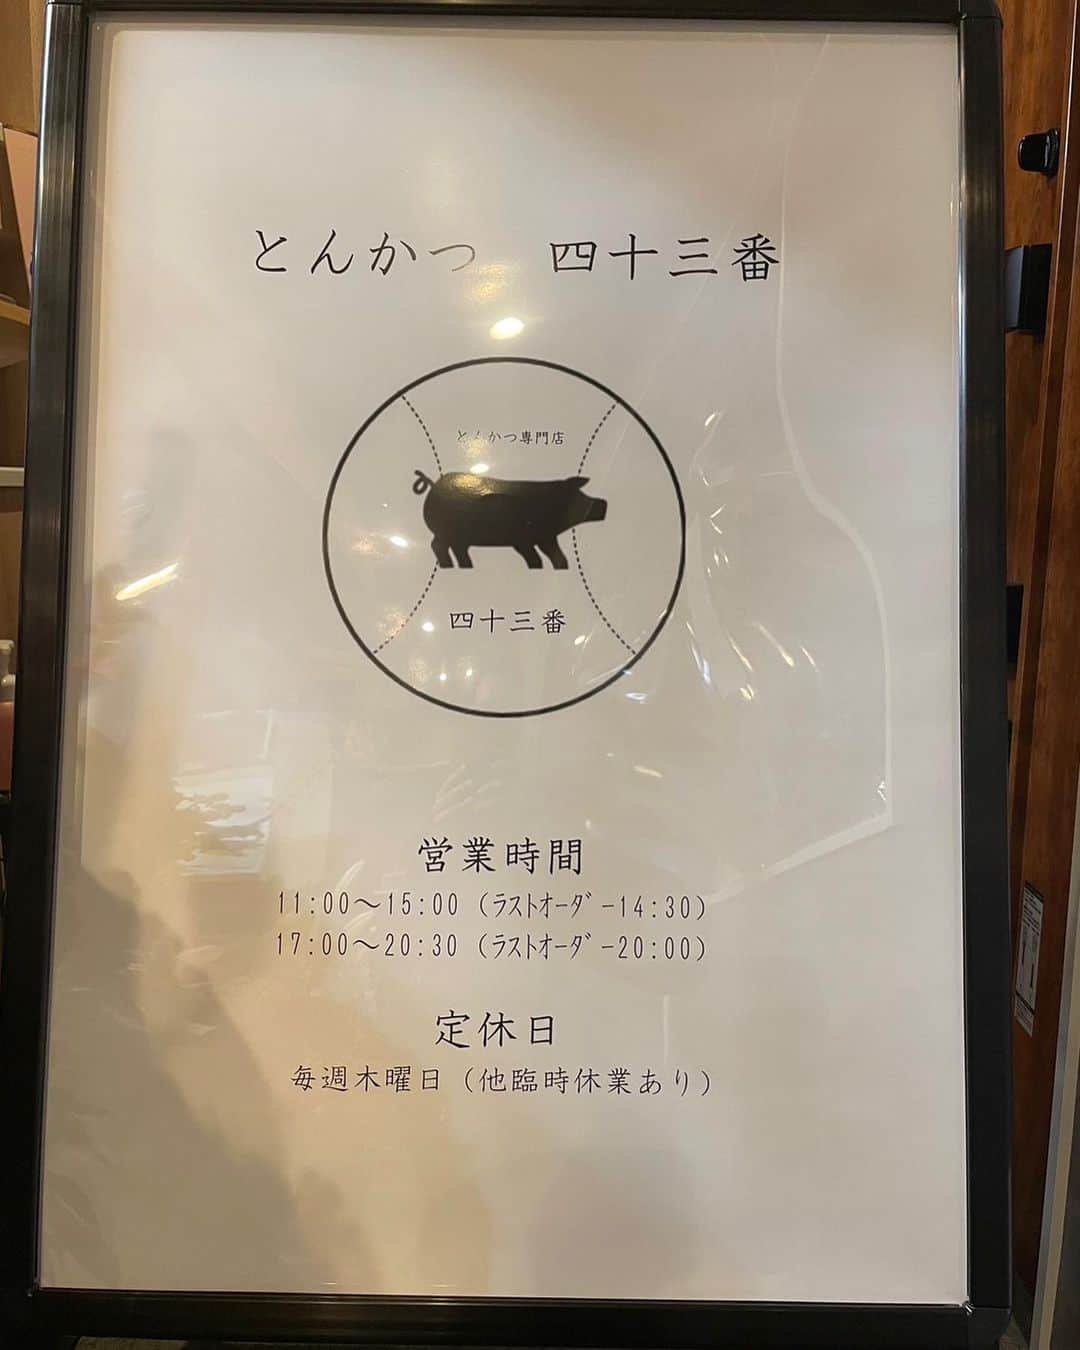 とんかつ　四十三番
とんかつ専門店
四十三番
営業時間
11:00～15:00 (ﾗｽﾄｵｰﾀﾞｰ14:30)
17:00～20:30 (ﾗｽﾄｵｰﾀﾞｰ20:00)
定休日
毎週木曜日（他臨時休業あり）